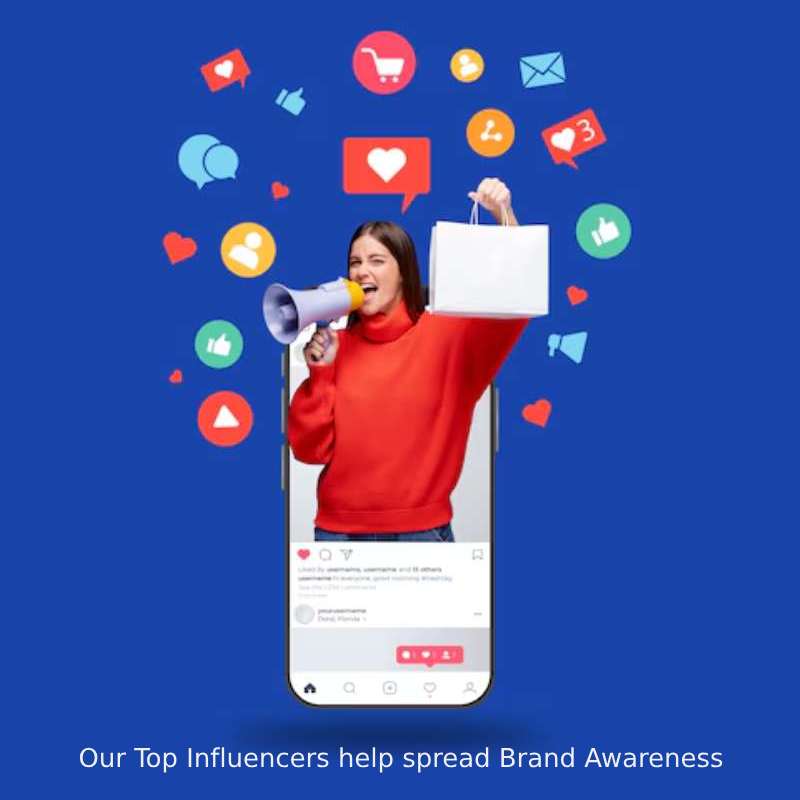 3
Liked by username, username and 15 others
username hi everyone, good morning #hashtag
yourusername
Doral, Florida
Our Top Influencers help spread Brand Awareness